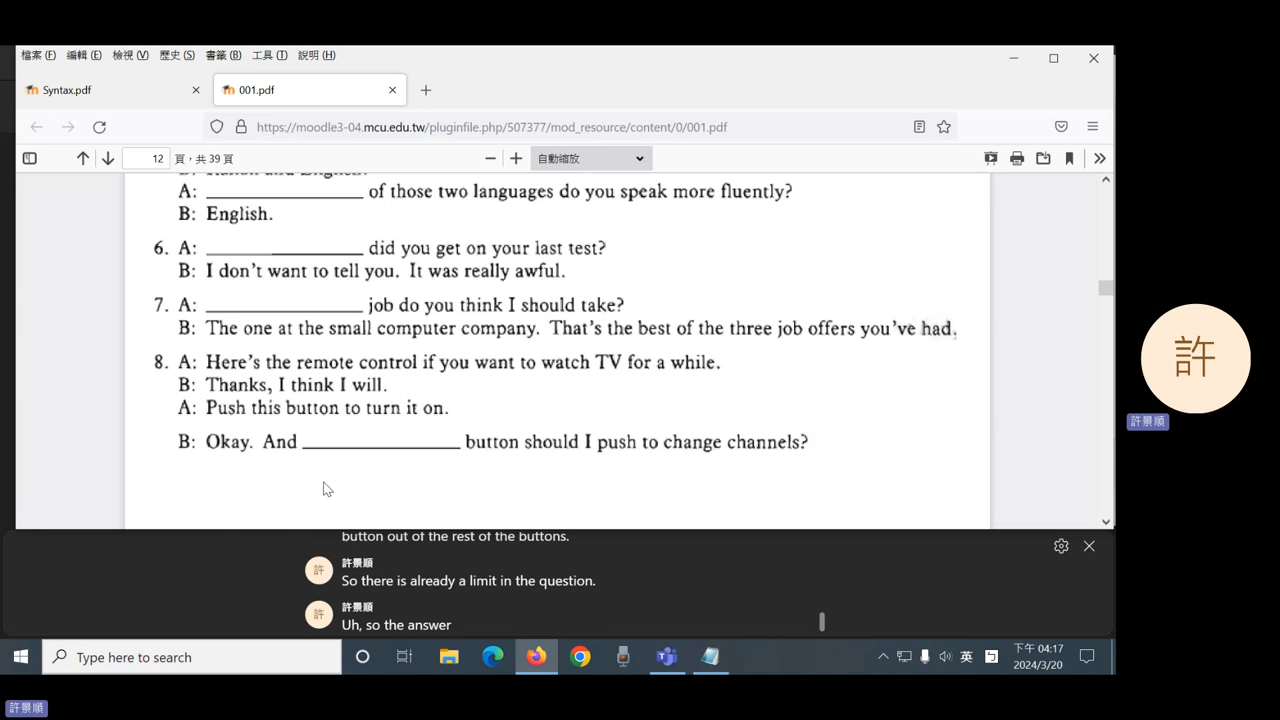 檔案 (F) 編輯 (E) 檢視 (V) 歷史 (S) 書籤 (B) 工具 (T) 說明 (H)
Syntax.pdf
001.pdf
https://moodle3-04.mcu.edu.tw/pluginfile.php/507377/mod_resource/content/0/001.pdf
12 頁，共 39 頁
自動縮放
A: ________________ of those two languages do you speak more fluently?
B: English.
6. A: ________________ did you get on your last test?
B: I don't want to tell you. It was really awful.
7. A: ________________ job do you think I should take?
B: The one at the small computer company. That's the best of the three job offers you've had.
8. A: Here's the remote control if you want to watch TV for a while.
B: Thanks, I think I will.
A: Push this button to turn it on.
B: Okay. And ________________ button should I push to change channels?
button out of the rest of the buttons.
許 許景順
So there is already a limit in the question.
許 許景順
Uh, so the answer
許
許景順
Type here to search
英
下午 04:17
2024/3/20
許景順